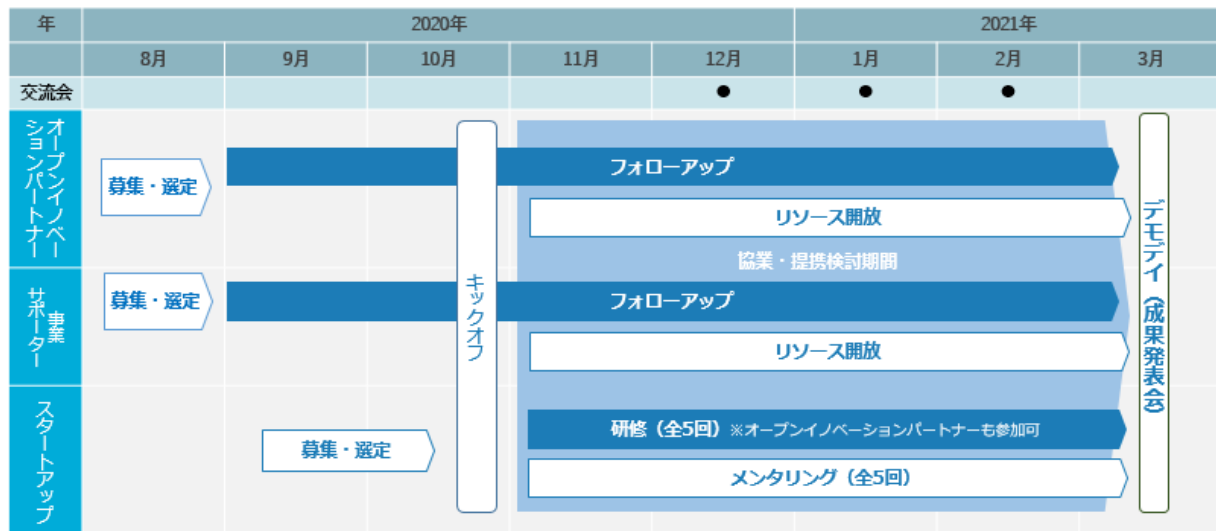 年 2020年 2021年
8月 9月 10月 11月 12月 1月 2月 3月
交流会 ● ● ●
オープンイノベーションパートナー
募集・選定
フォローアップ
リソース開放
協業・提携検討期間
事業サポーター
募集・選定
フォローアップ
リソース開放
キックオフ
デモデイ（成果発表会）
スタートアップ
募集・選定
研修（全5回）※オープンイノベーションパートナーも参加可
メンタリング（全5回）